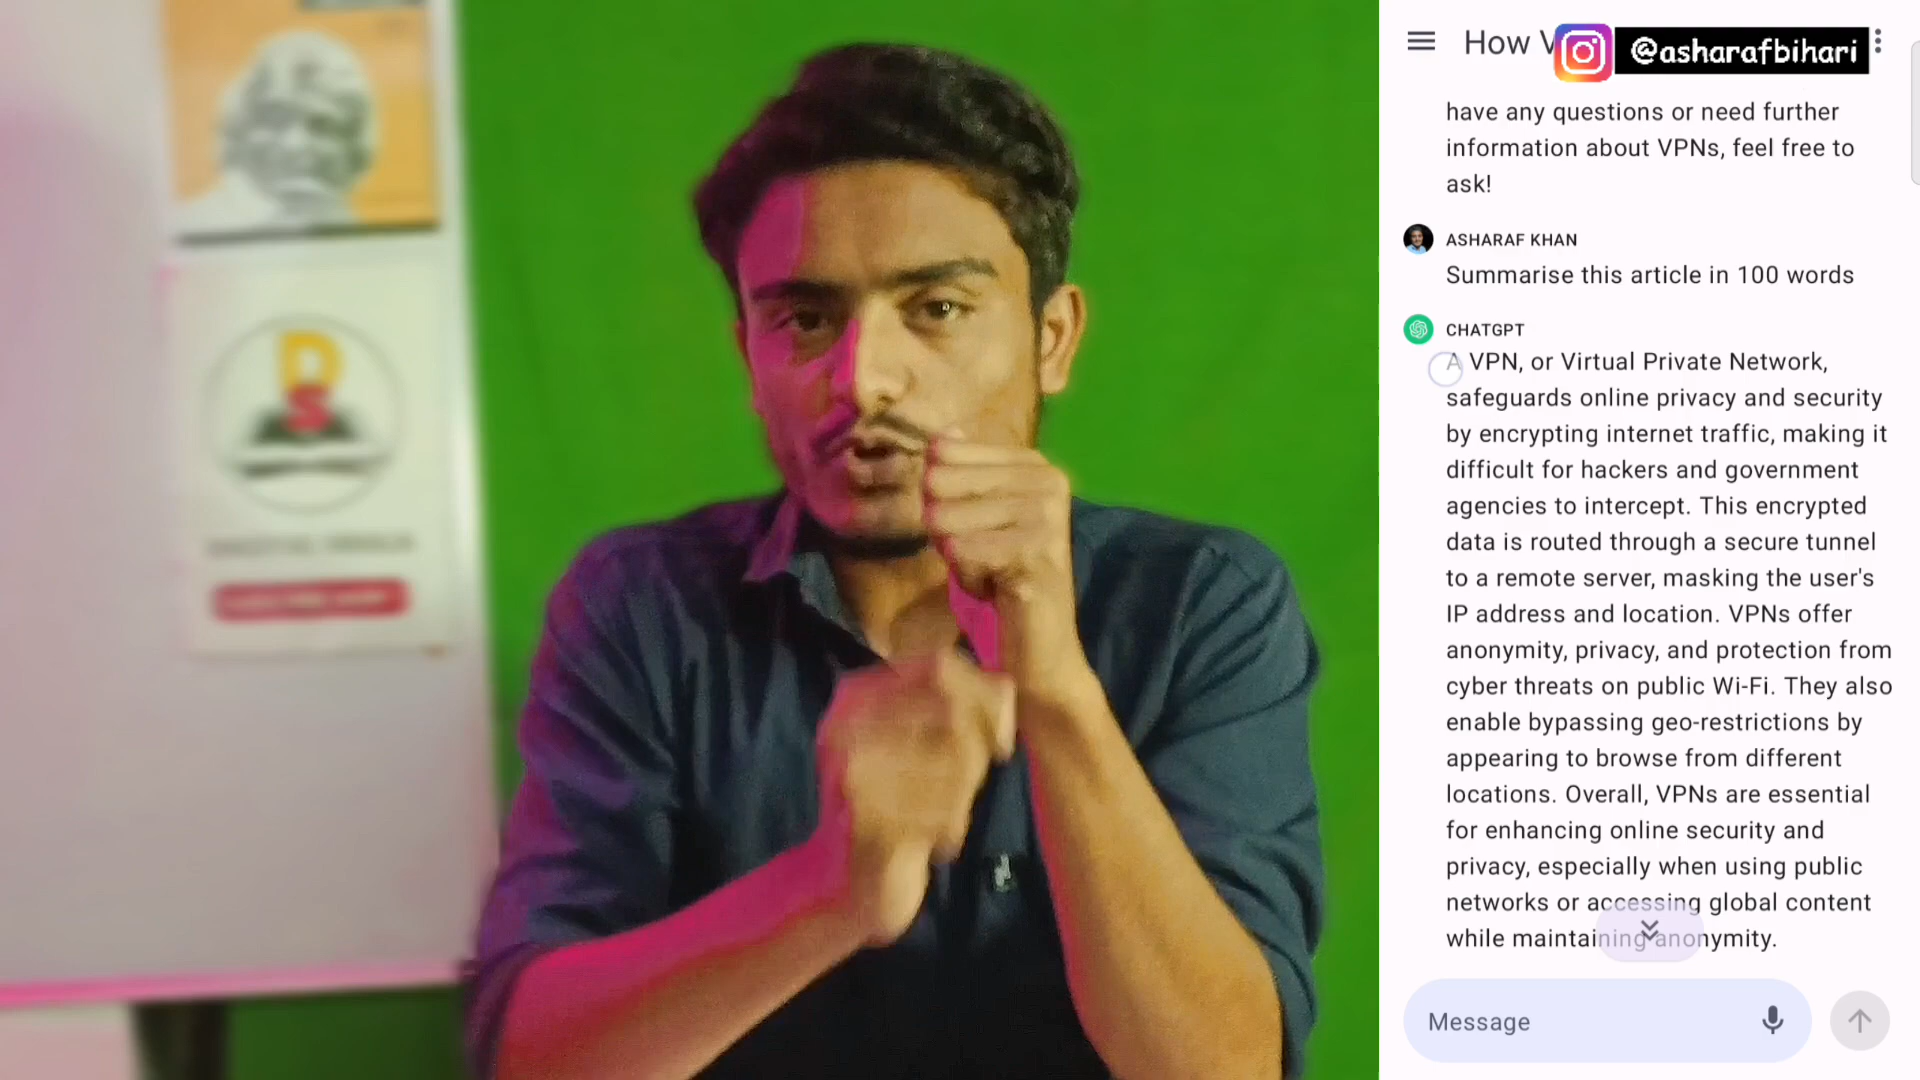 DS
How V
@asharafbihari
have any questions or need further
information about VPNs, feel free to
ask!
ASHARAF KHAN
Summarise this article in 100 words
CHATGPT
A VPN, or Virtual Private Network,
safeguards online privacy and security
by encrypting internet traffic, making it
difficult for hackers and government
agencies to intercept. This encrypted
data is routed through a secure tunnel
to a remote server, masking the user's
IP address and location. VPNs offer
anonymity, privacy, and protection from
cyber threats on public Wi-Fi. They also
enable bypassing geo-restrictions by
appearing to browse from different
locations. Overall, VPNs are essential
for enhancing online security and
privacy, especially when using public
networks or accessing global content
while maintaining anonymity.
Message